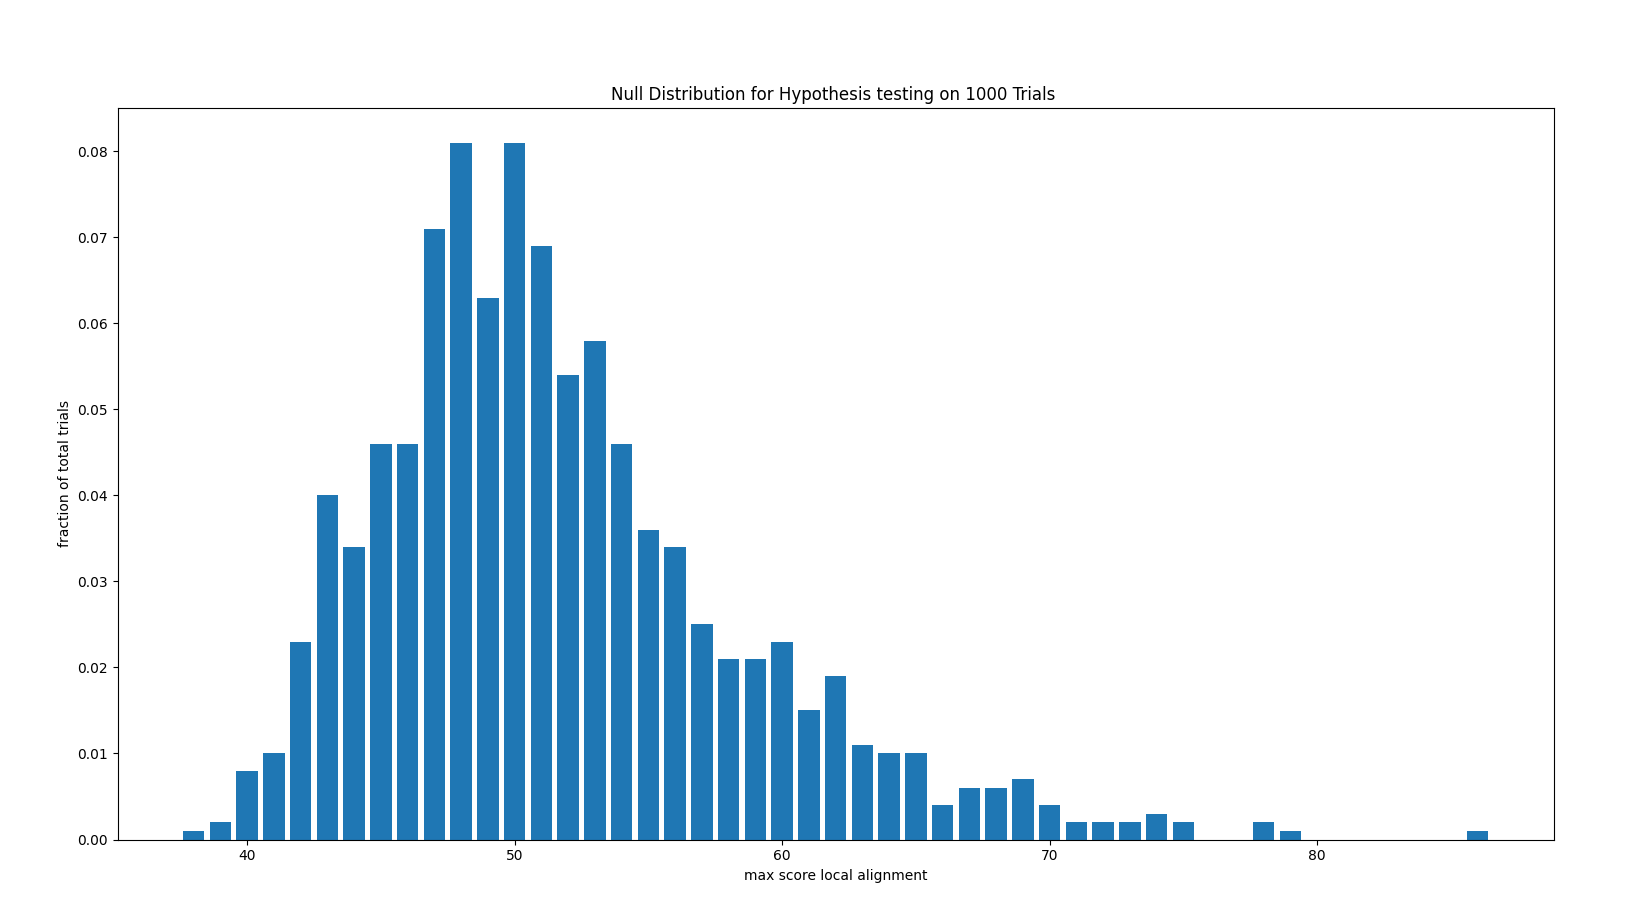 Null Distribution for Hypothesis testing on 1000 Trials
0.08
0.07
0.06
0.05
0.04
0.03
0.02
0.01
0.00
fraction of total trials
40 50 60 70 80
max score local alignment